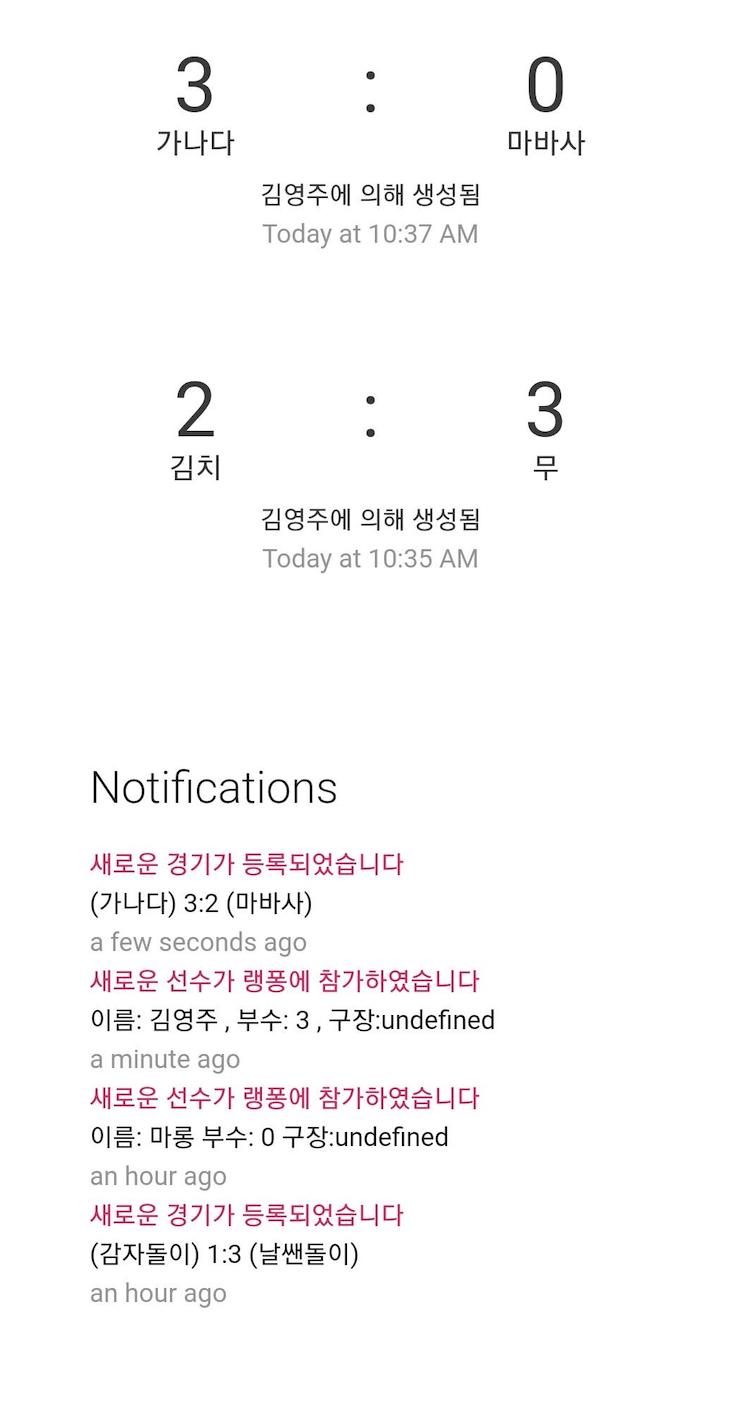 3 : 0
가나다 마바사
김영주에 의해 생성됨
Today at 10:37 AM
2 : 3
김치 무
김영주에 의해 생성됨
Today at 10:35 AM
Notifications
새로운 경기가 등록되었습니다
(가나다) 3:2 (마바사)
a few seconds ago
새로운 선수가 랭퐁에 참가하였습니다
이름: 김영주 , 부수: 3 , 구장:undefined
a minute ago
새로운 선수가 랭퐁에 참가하였습니다
이름: 마롱 부수: 0 구장:undefined
an hour ago
새로운 경기가 등록되었습니다
(감자돌이) 1:3 (날쌘돌이)
an hour ago